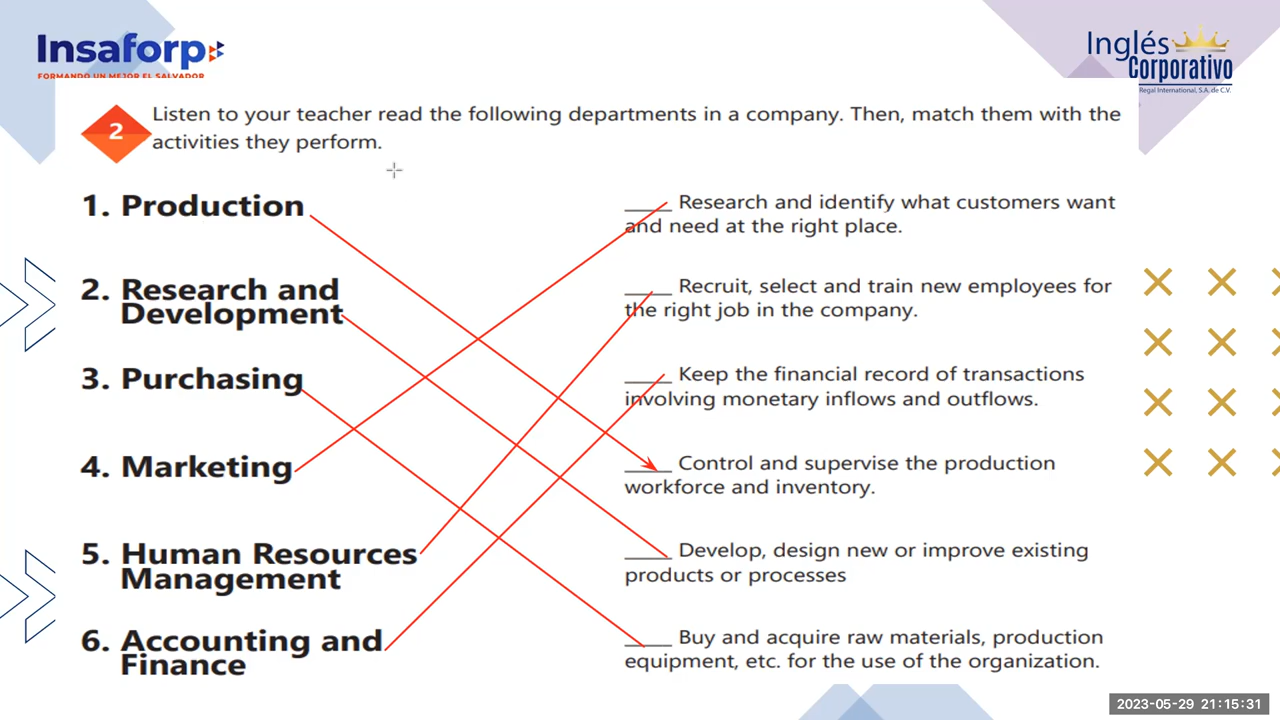 Insaforp
FORMANDO UN MEJOR EL SALVADOR
Inglés
Corporativo
Regal International, S.A. de C.V.
2
Listen to your teacher read the following departments in a company. Then, match them with the
activities they perform.
1. Production
2. Research and
Development
3. Purchasing
4. Marketing
5. Human Resources
Management
6. Accounting and
Finance
____ Research and identify what customers want
and need at the right place.
____ Recruit, select and train new employees for
the right job in the company.
____ Keep the financial record of transactions
involving monetary inflows and outflows.
____ Control and supervise the production
workforce and inventory.
____ Develop, design new or improve existing
products or processes
____ Buy and acquire raw materials, production
equipment, etc. for the use of the organization.
2023-05-29 21:15:31